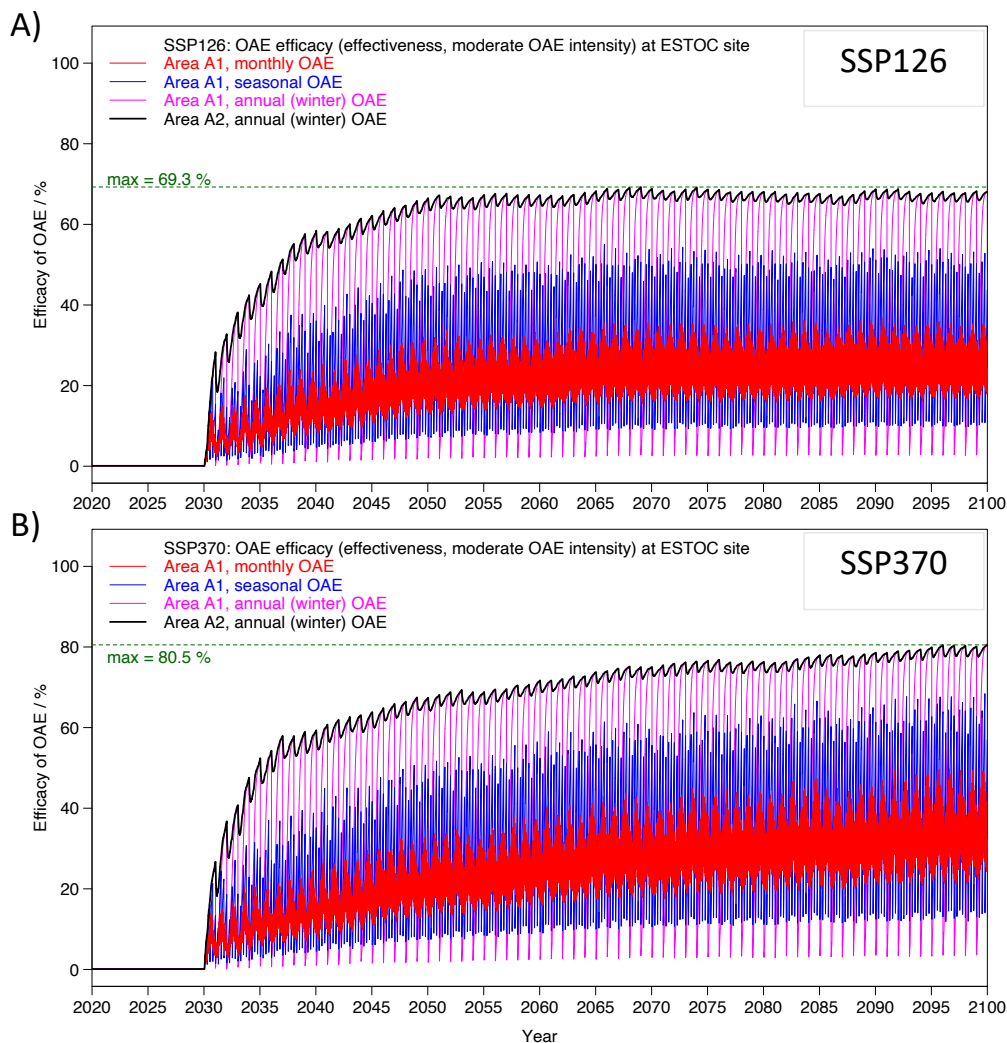 A)
SSP126: OAE efficacy (effectiveness, moderate OAE intensity) at ESTOC site
SSP126
Area A1, monthly OAE
Area A1, seasonal OAE
Area A1, annual (winter) OAE
Area A2, annual (winter) OAE
max = 69.3 %
Efficacy of OAE / %
100
80
60
40
20
0
2020 2025 2030 2035 2040 2045 2050 2055 2060 2065 2070 2075 2080 2085 2090 2095 2100
B)
SSP370: OAE efficacy (effectiveness, moderate OAE intensity) at ESTOC site
SSP370
Area A1, monthly OAE
Area A1, seasonal OAE
Area A1, annual (winter) OAE
Area A2, annual (winter) OAE
max = 80.5 %
Efficacy of OAE / %
100
80
60
40
20
0
2020 2025 2030 2035 2040 2045 2050 2055 2060 2065 2070 2075 2080 2085 2090 2095 2100
Year